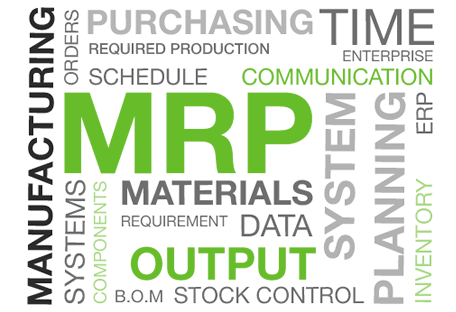 MANUFACTURING
ORDERS
PURCHASING
TIME
REQUIRED PRODUCTION
ENTERPRISE
SCHEDULE
COMMUNICATION
MRP
SYSTEM
PLANNING
ERP
SYSTEMS
COMPONENTS
MATERIALS
REQUIREMENT
DATA
INVENTORY
OUTPUT
B.O.M
STOCK CONTROL